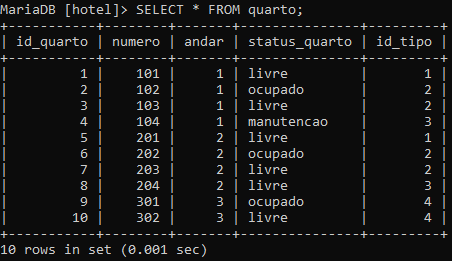 MariaDB [hotel]> SELECT * FROM quarto;
+-----------+--------+-------+---------------+---------+
| id_quarto | numero | andar | status_quarto | id_tipo |
+-----------+--------+-------+---------------+---------+
|         1 |    101 |     1 | livre         |       1 |
|         2 |    102 |     1 | ocupado       |       2 |
|         3 |    103 |     1 | livre         |       2 |
|         4 |    104 |     1 | manutencao    |       3 |
|         5 |    201 |     2 | livre         |       1 |
|         6 |    202 |     2 | ocupado       |       2 |
|         7 |    203 |     2 | livre         |       2 |
|         8 |    204 |     2 | livre         |       3 |
|         9 |    301 |     3 | ocupado       |       4 |
|        10 |    302 |     3 | livre         |       4 |
+-----------+--------+-------+---------------+---------+
10 rows in set (0.001 sec)